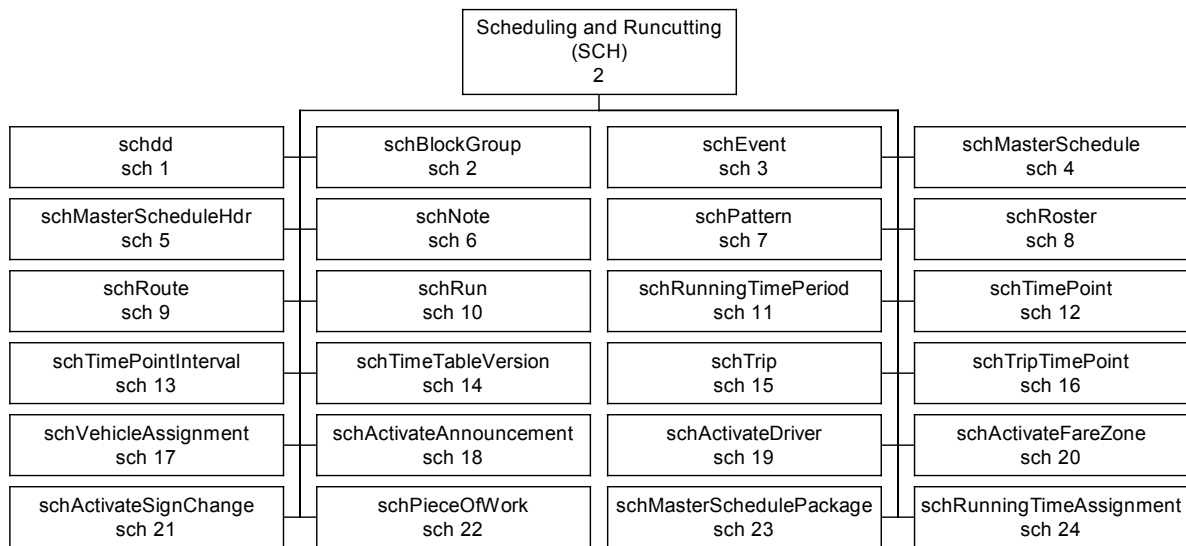 Scheduling and Runcutting
(SCH)
2
schdd
sch 1
schBlockGroup
sch 2
schEvent
sch 3
schMasterSchedule
sch 4
schMasterScheduleHdr
sch 5
schNote
sch 6
schPattern
sch 7
schRoster
sch 8
schRoute
sch 9
schRun
sch 10
schRunningTimePeriod
sch 11
schTimePoint
sch 12
schTimePointInterval
sch 13
schTimeTableVersion
sch 14
schTrip
sch 15
schTripTimePoint
sch 16
schVehicleAssignment
sch 17
schActivateAnnouncement
sch 18
schActivateDriver
sch 19
schActivateFareZone
sch 20
schActivateSignChange
sch 21
schPieceOfWork
sch 22
schMasterSchedulePackage
sch 23
schRunningTimeAssignment
sch 24